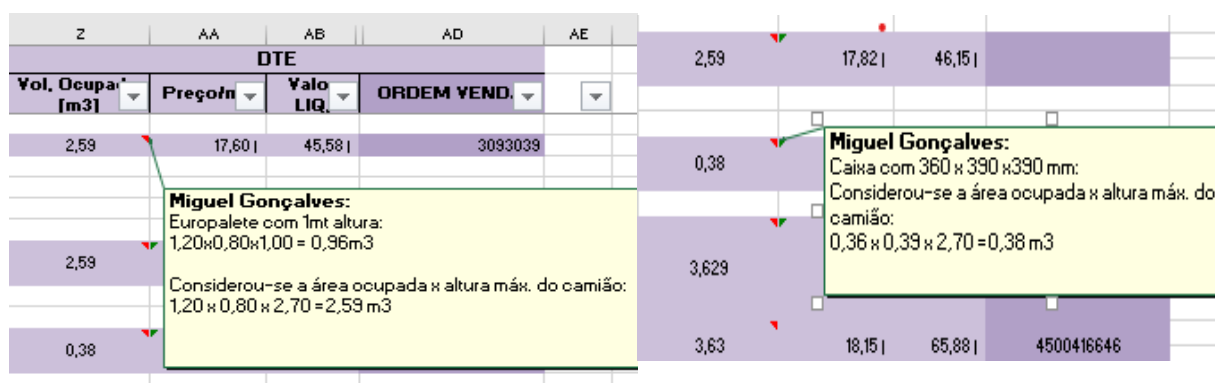 Z AA AB AD AE
DTE
Vol. Ocupad Preço/m Valo ORDEM VEND.
[m3] LIQ.
2,59 17,60 45,58 3093039
Miguel Gonçalves:
Europalete com 1mt altura:
1,20x0,80x1,00 = 0,96m3
2,59
Considerou-se a área ocupada x altura máx. do camião:
1,20 x 0,80 x 2,70 =2,59 m3
0,38
2,59 17,82 46,15
Miguel Gonçalves:
0,38
Caixa com 360 x 390 x390 mm:
Considerou-se a área ocupada x altura máx. do
camião:
0,36 x 0,39 x 2,70 =0,38 m3
3,629
3,63 18,15 65,88 4500416646